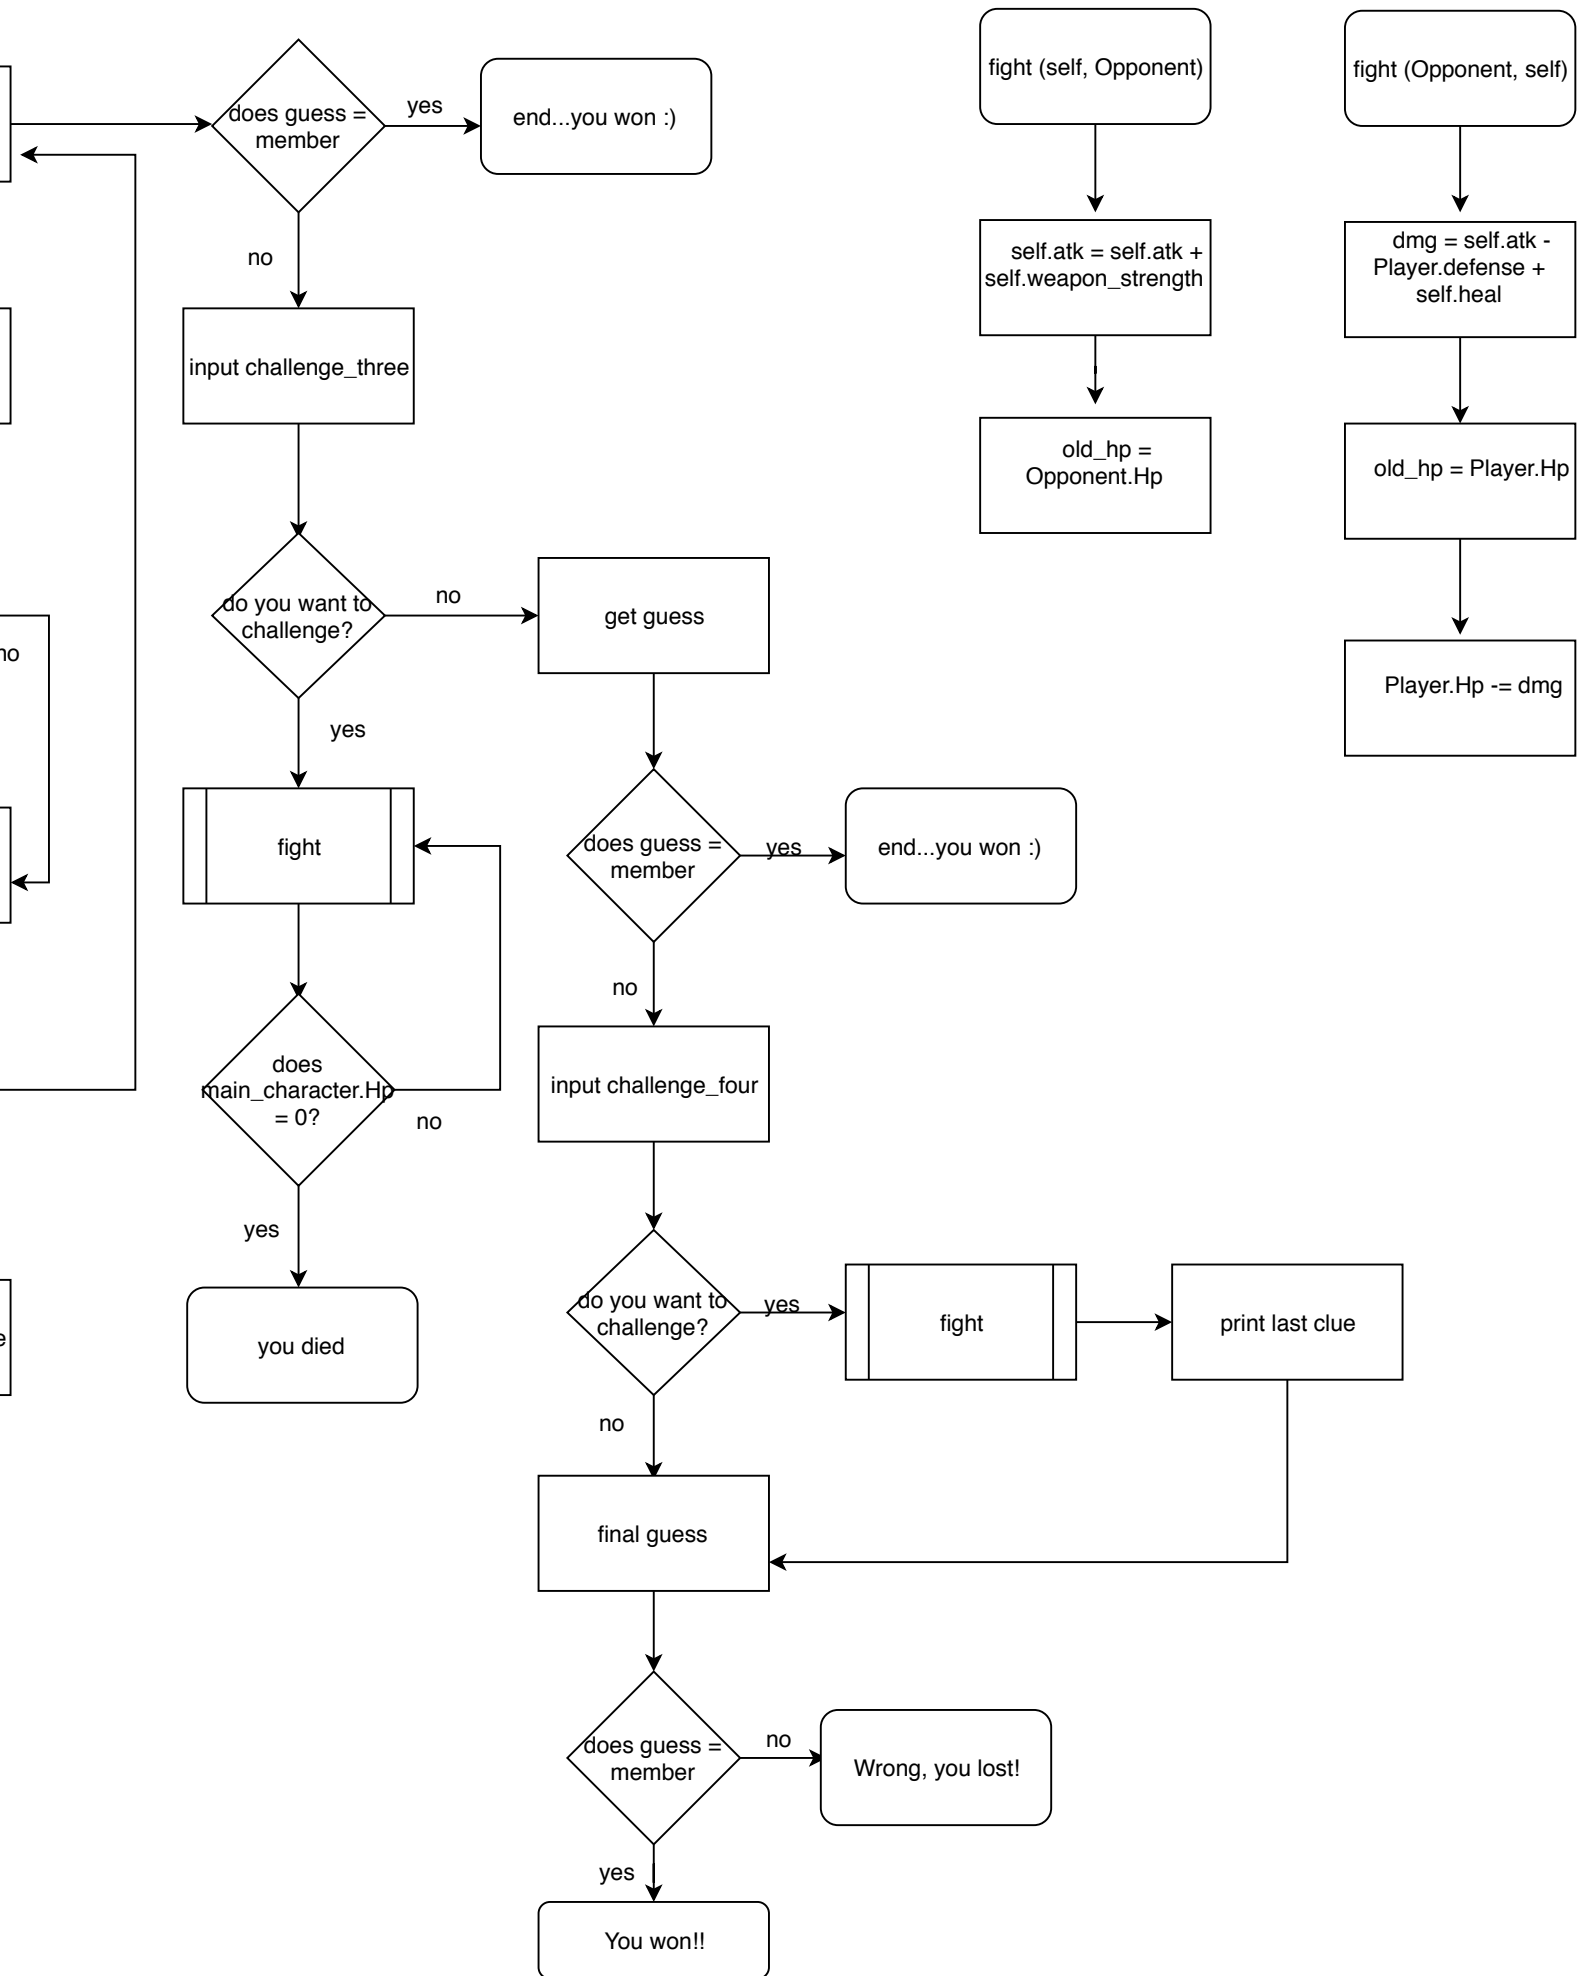 does guess =
member
yes
end...you won :)
no
input challenge_three
do you want to
challenge?
no
get guess
yes
fight
does guess =
member
yes
end...you won :)
no
does
main_character.Hp
= 0?
no
input challenge_four
yes
you died
do you want to
challenge?
yes
fight
print last clue
no
final guess
does guess =
member
no
Wrong, you lost!
yes
You won!!
fight (self, Opponent)
self.atk = self.atk +
self.weapon_strength
old_hp =
Opponent.Hp
fight (Opponent, self)
dmg = self.atk -
Player.defense +
self.heal
old_hp = Player.Hp
Player.Hp -= dmg